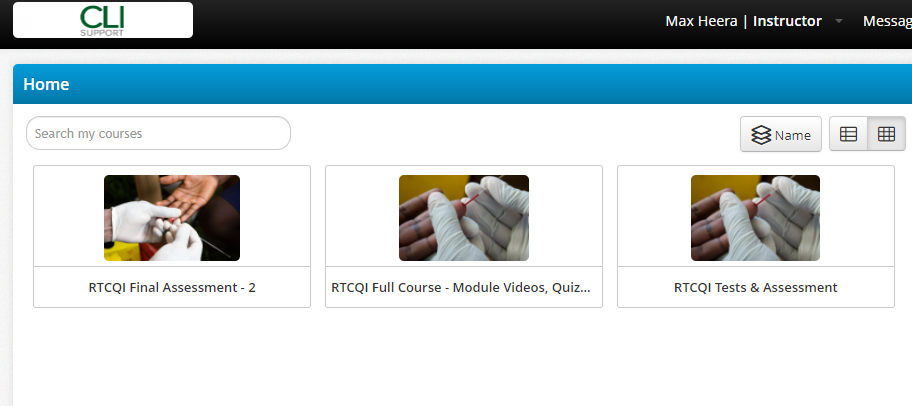 CLI
SUPPORT
Max Heera | Instructor
Messag
Home
Search my courses
Name
RTCQI Final Assessment - 2
RTCQI Full Course - Module Videos, Quiz...
RTCQI Tests & Assessment